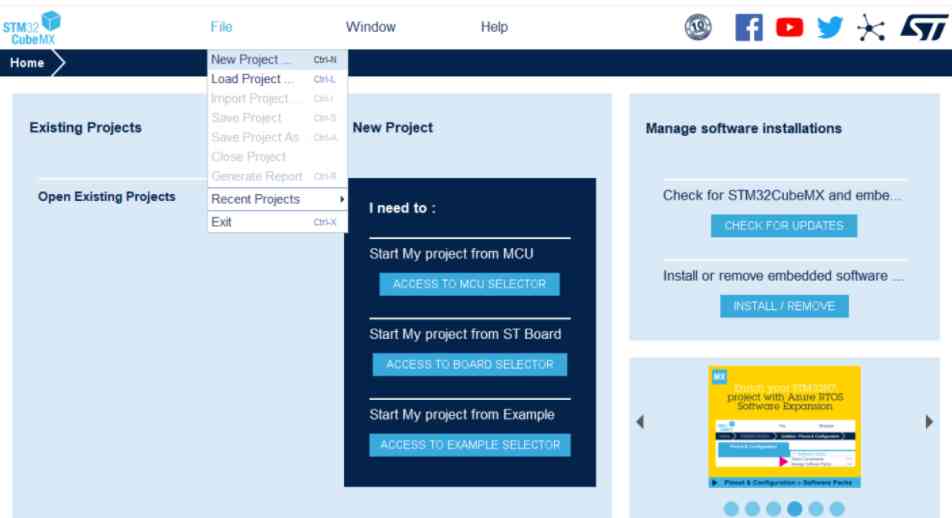 STM32
CubeMX
File
Window
Help
10
Home
New Project ... Ctrl-N
Load Project ... Ctrl-L
Import Project ... Ctrl-I
Save Project Ctrl-S
Save Project As Ctrl-A
Close Project
Generate Report Ctrl-R
Recent Projects
Exit Ctrl-X
Existing Projects
Open Existing Projects
New Project
I need to :
Start My project from MCU
ACCESS TO MCU SELECTOR
Start My project from ST Board
ACCESS TO BOARD SELECTOR
Start My project from Example
ACCESS TO EXAMPLE SELECTOR
Manage software installations
Check for STM32CubeMX and embe...
CHECK FOR UPDATES
Install or remove embedded software ...
INSTALL / REMOVE
MX
project with Azure RTOS
Software Expansion
Pinout & Configuration > Software Packs